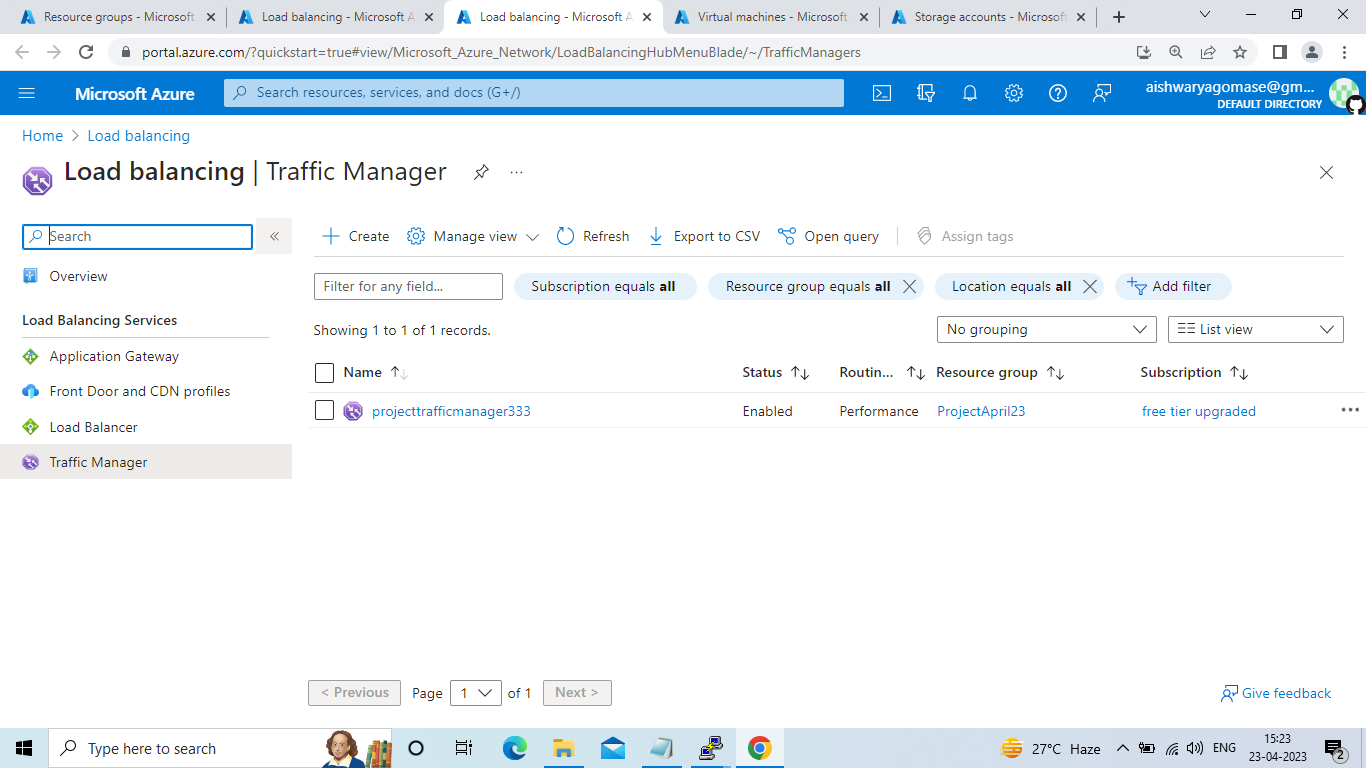 Resource groups - Microsoft
Load balancing - Microsoft A
Load balancing - Microsoft A
Virtual machines - Microsoft
Storage accounts - Microsoft
portal.azure.com/?quickstart=true#view/Microsoft_Azure_Network/LoadBalancingHubMenuBlade/~/TrafficManagers
Microsoft Azure
Search resources, services, and docs (G+/)
aishwaryagomase@gm...
DEFAULT DIRECTORY
Home > Load balancing
Load balancing | Traffic Manager
...
Search
«
Overview
Load Balancing Services
Application Gateway
Front Door and CDN profiles
Load Balancer
Traffic Manager
Create
Manage view
Refresh
Export to CSV
Open query
Assign tags
Filter for any field...
Subscription equals all
Resource group equals all
Location equals all
Add filter
Showing 1 to 1 of 1 records.
No grouping
List view
Name
Status
Routin...
Resource group
Subscription
projecttrafficmanager333
Enabled
Performance
ProjectApril23
free tier upgraded
< Previous
Page 1 of 1
Next >
Give feedback
Type here to search
27°C Haze
ENG
15:23
23-04-2023
2